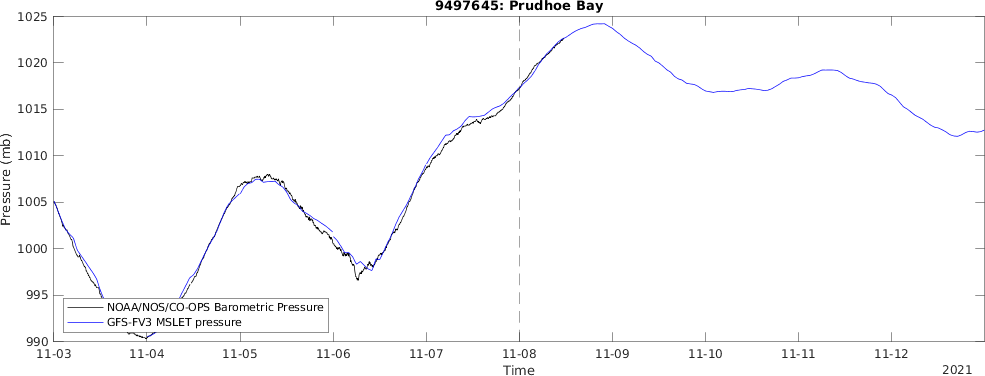 9497645: Prudhoe Bay
1025
1020
1015
1010
1005
1000
995
990
Pressure (mb)
NOAA/NOS/CO-OPS Barometric Pressure
GFS-FV3 MSLET pressure
11-03 11-04 11-05 11-06 11-07 11-08 11-09 11-10 11-11 11-12
Time
2021